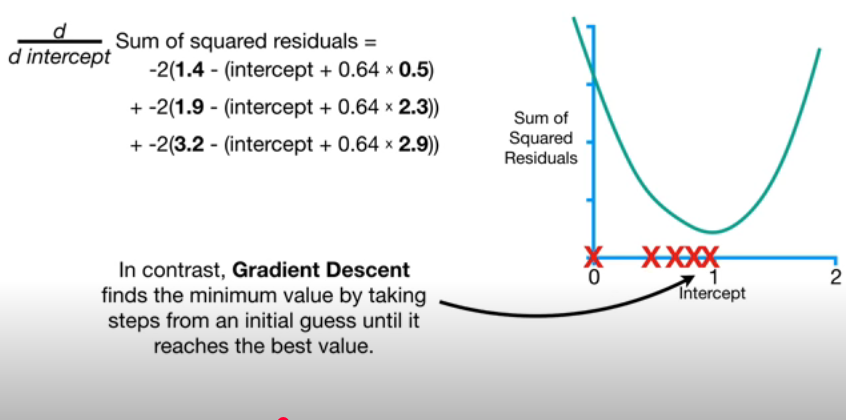 d
d intercept
Sum of squared residuals =
-2(1.4 - (intercept + 0.64 × 0.5)
+ -2(1.9 - (intercept + 0.64 × 2.3))
+ -2(3.2 - (intercept + 0.64 × 2.9))
Sum of
Squared
Residuals
X X X X X
0 1 2
Intercept
In contrast, Gradient Descent
finds the minimum value by taking
steps from an initial guess until it
reaches the best value.